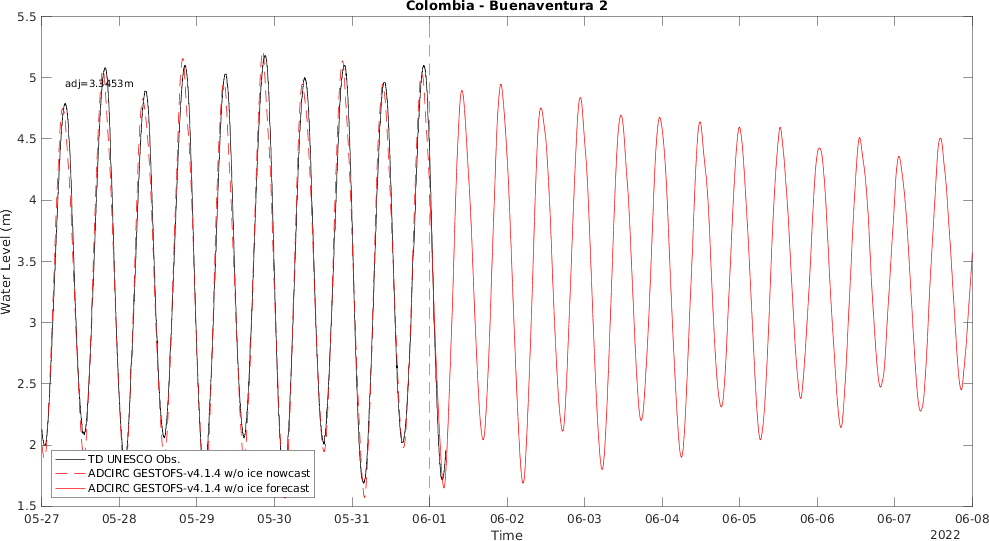 Colombia - Buenaventura 2
5.5
5
4.5
4
3.5
3
2.5
2
1.5
Water Level (m)
adj=3.3453m
TD UNESCO Obs.
ADCIRC GESTOFS-v4.1.4 w/o ice nowcast
ADCIRC GESTOFS-v4.1.4 w/o ice forecast
05-27 05-28 05-29 05-30 05-31 06-01 06-02 06-03 06-04 06-05 06-06 06-07 06-08
Time
2022